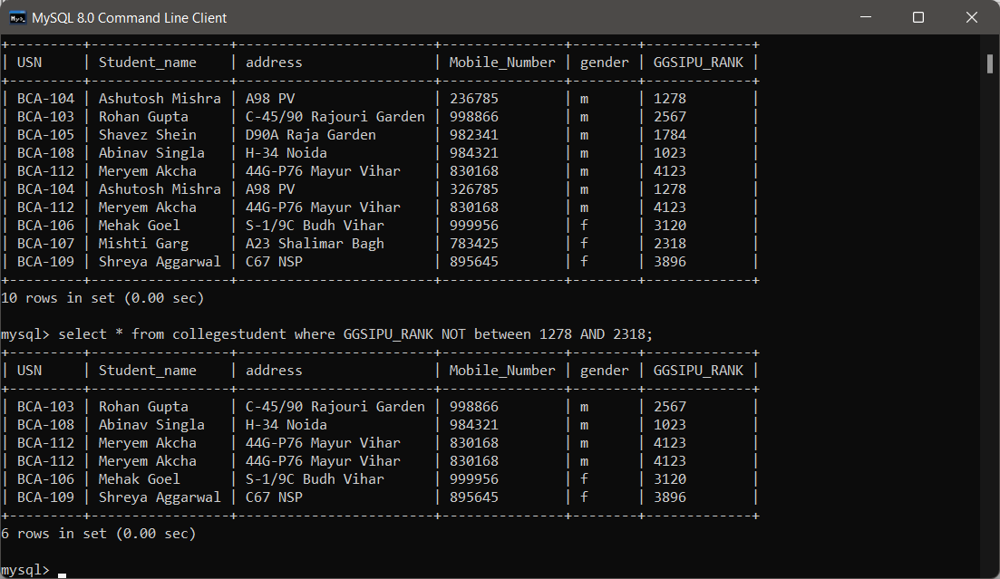 MySQL 8.0 Command Line Client
+---------+-----------------+------------------------+---------------+--------+-------------+
| USN     | Student_name    | address                | Mobile_Number | gender | GGSIPU_RANK |
+---------+-----------------+------------------------+---------------+--------+-------------+
| BCA-104 | Ashutosh Mishra | A98 PV                 | 236785        | m      | 1278        |
| BCA-103 | Rohan Gupta     | C-45/90 Rajouri Garden | 998866        | m      | 2567        |
| BCA-105 | Shavez Shein    | D90A Raja Garden       | 982341        | m      | 1784        |
| BCA-108 | Abinav Singla   | H-34 Noida             | 984321        | m      | 1023        |
| BCA-112 | Meryem Akcha    | 44G-P76 Mayur Vihar    | 830168        | m      | 4123        |
| BCA-104 | Ashutosh Mishra | A98 PV                 | 326785        | m      | 1278        |
| BCA-112 | Meryem Akcha    | 44G-P76 Mayur Vihar    | 830168        | m      | 4123        |
| BCA-106 | Mehak Goel      | S-1/9C Budh Vihar      | 999956        | f      | 3120        |
| BCA-107 | Mishti Garg     | A23 Shalimar Bagh      | 783425        | f      | 2318        |
| BCA-109 | Shreya Aggarwal | C67 NSP                | 895645        | f      | 3896        |
+---------+-----------------+------------------------+---------------+--------+-------------+
10 rows in set (0.00 sec)
mysql> select * from collegestudent where GGSIPU_RANK NOT between 1278 AND 2318;
+---------+-----------------+------------------------+---------------+--------+-------------+
| USN     | Student_name    | address                | Mobile_Number | gender | GGSIPU_RANK |
+---------+-----------------+------------------------+---------------+--------+-------------+
| BCA-103 | Rohan Gupta     | C-45/90 Rajouri Garden | 998866        | m      | 2567        |
| BCA-108 | Abinav Singla   | H-34 Noida             | 984321        | m      | 1023        |
| BCA-112 | Meryem Akcha    | 44G-P76 Mayur Vihar    | 830168        | m      | 4123        |
| BCA-112 | Meryem Akcha    | 44G-P76 Mayur Vihar    | 830168        | m      | 4123        |
| BCA-106 | Mehak Goel      | S-1/9C Budh Vihar      | 999956        | f      | 3120        |
| BCA-109 | Shreya Aggarwal | C67 NSP                | 895645        | f      | 3896        |
+---------+-----------------+------------------------+---------------+--------+-------------+
6 rows in set (0.00 sec)
mysql>